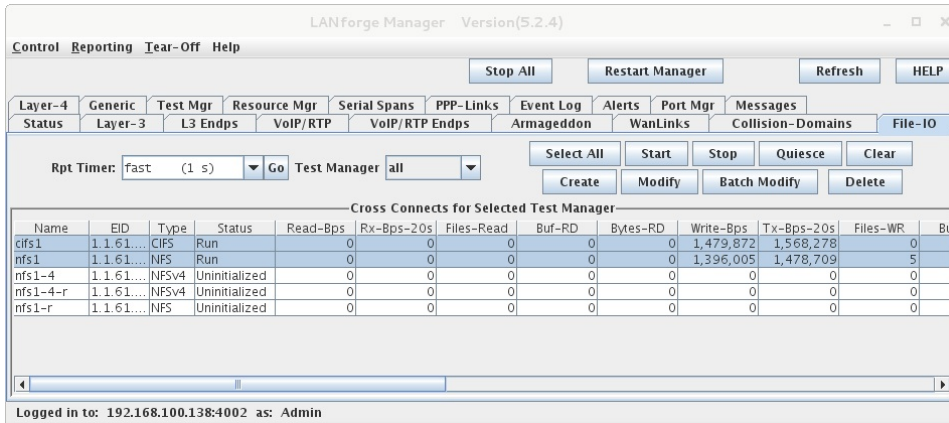 LANforge Manager Version(5.2.4)
Control Reporting Tear-Off Help
Stop All Restart Manager Refresh HELP
Layer-4 Generic Test Mgr Resource Mgr Serial Spans PPP-Links Event Log Alerts Port Mgr Messages
Status Layer-3 L3 Endps VoIP/RTP VoIP/RTP Endps Armageddon WanLinks Collision-Domains File-IO
Rpt Timer: fast (1 s) Go Test Manager all Select All Start Stop Quiesce Clear
Create Modify Batch Modify Delete
Cross Connects for Selected Test Manager
Name EID Type Status Read-Bps Rx-Bps-20s Files-Read Buf-RD Bytes-RD Write-Bps Tx-Bps-20s Files-WR Bu
cifs1 1.1.61.... CIFS Run 0 0 0 0 0 1,479,872 1,568,278 0
nfs1 1.1.61.... NFS Run 0 0 0 0 0 1,396,005 1,478,709 5
nfs1-4 1.1.61.... NFSv4 Uninitialized 0 0 0 0 0 0 0 0
nfs1-4-r 1.1.61.... NFSv4 Uninitialized 0 0 0 0 0 0 0 0
nfs1-r 1.1.61.... NFS Uninitialized 0 0 0 0 0 0 0 0
Logged in to: 192.168.100.138:4002 as: Admin